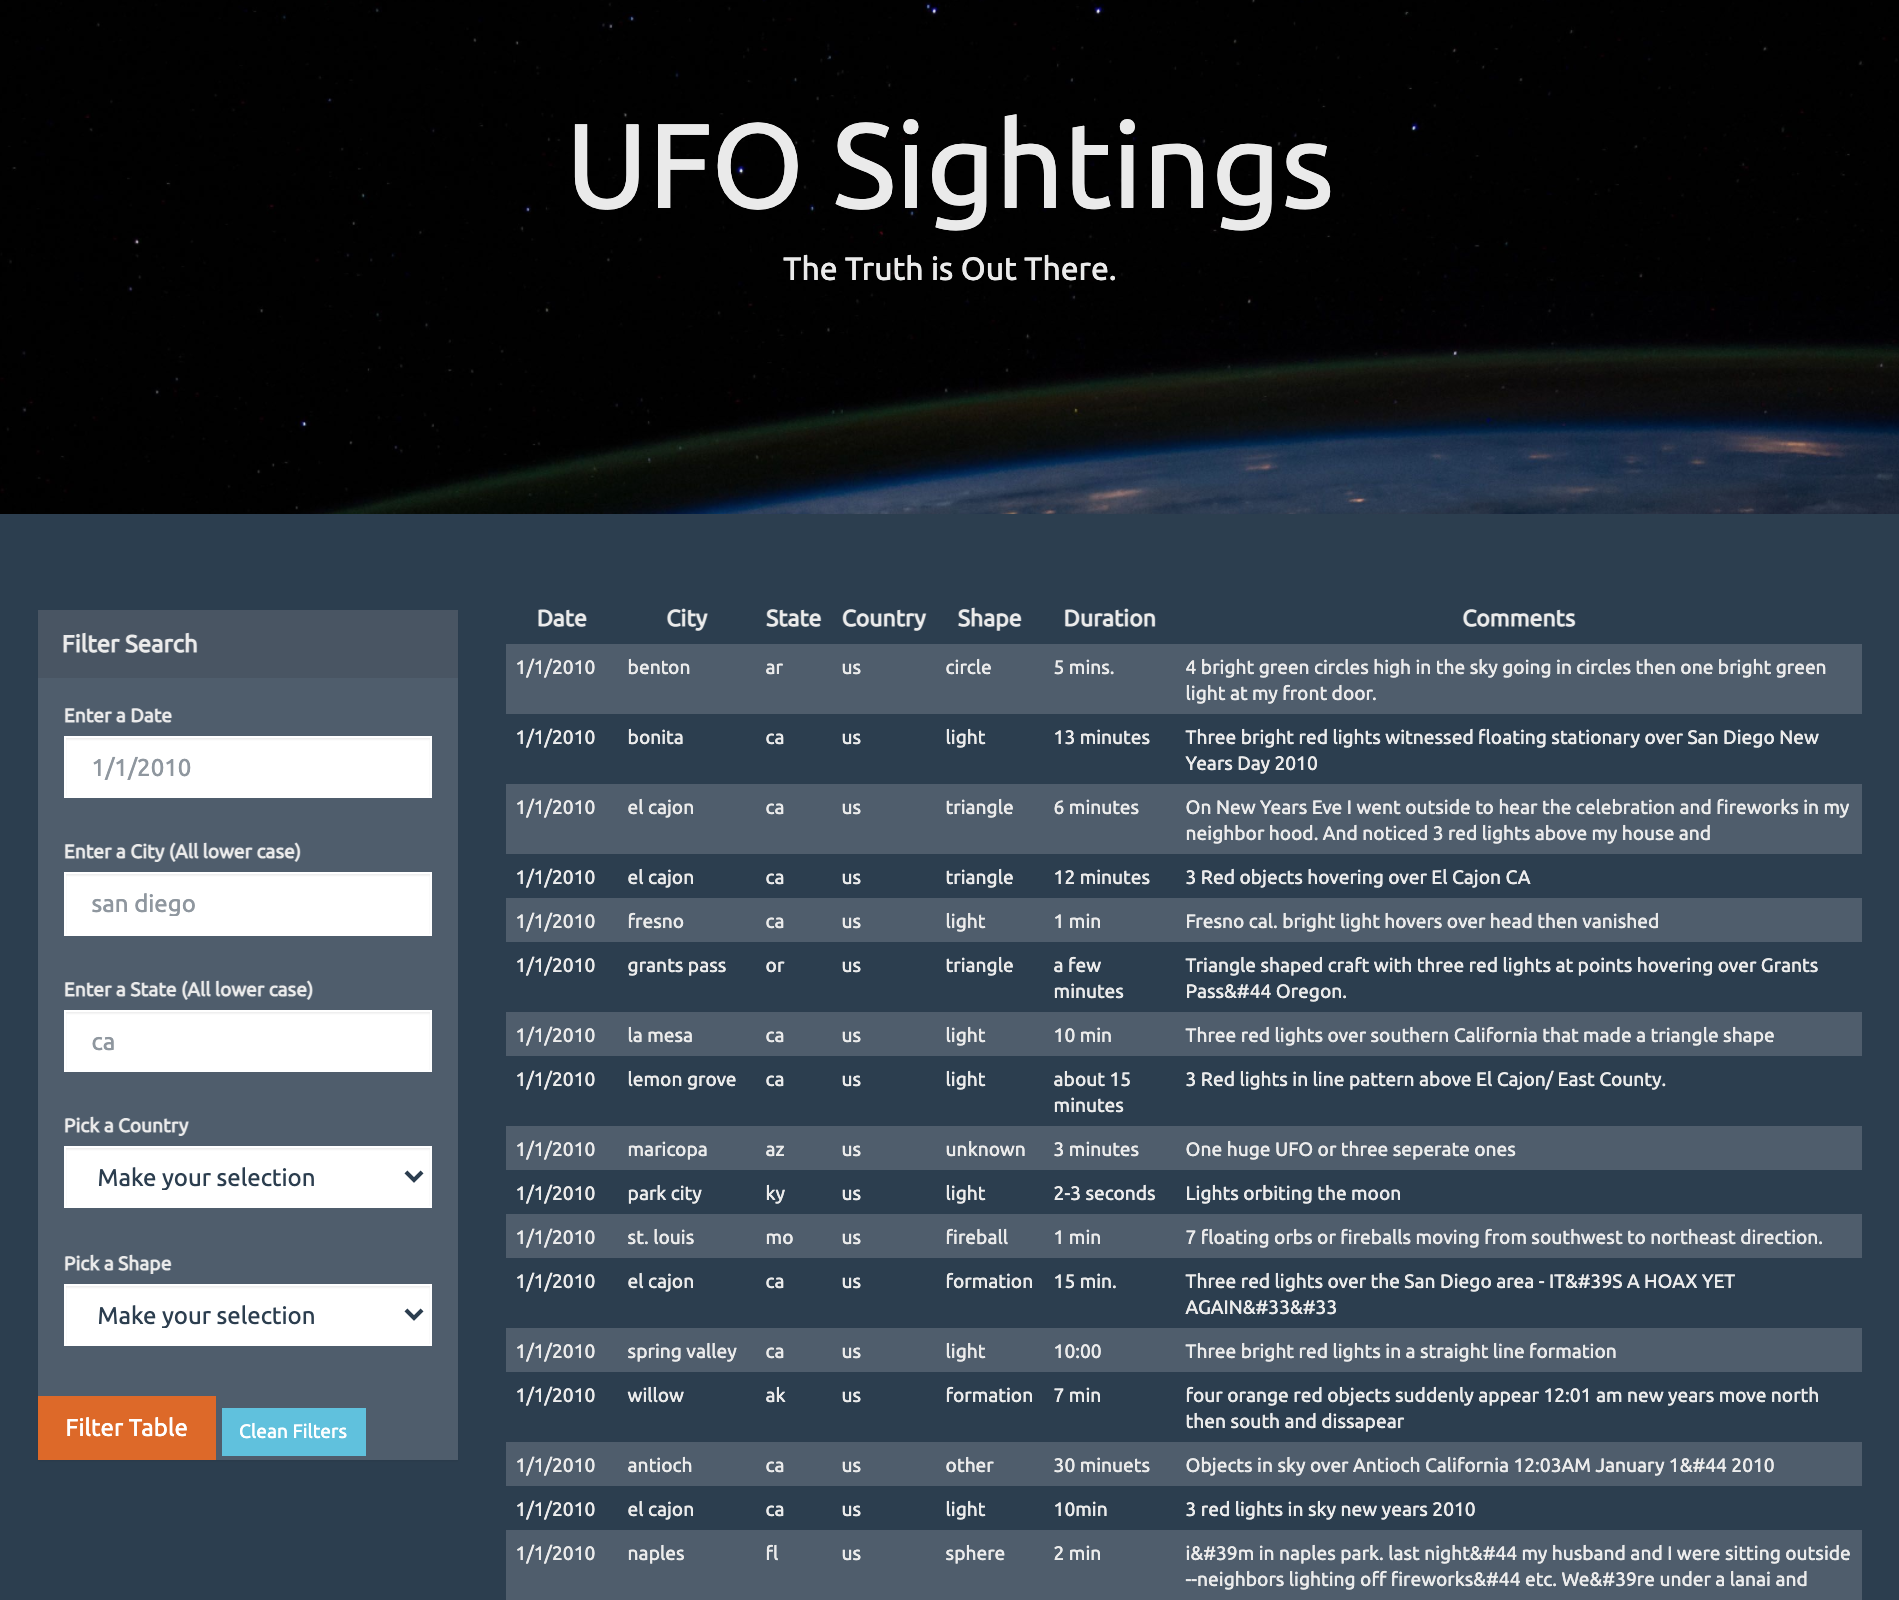 UFO Sightings
The Truth is Out There.
Filter Search
Enter a Date
1/1/2010
Enter a City (All lower case)
san diego
Enter a State (All lower case)
ca
Pick a Country
Make your selection
Pick a Shape
Make your selection
Filter Table Clean Filters
Date City State Country Shape Duration Comments
1/1/2010 benton ar us circle 5 mins. 4 bright green circles high in the sky going in circles then one bright green
light at my front door.
1/1/2010 bonita ca us light 13 minutes Three bright red lights witnessed floating stationary over San Diego New
Years Day 2010
1/1/2010 el cajon ca us triangle 6 minutes On New Years Eve I went outside to hear the celebration and fireworks in my
neighbor hood. And noticed 3 red lights above my house and
1/1/2010 el cajon ca us triangle 12 minutes 3 Red objects hovering over El Cajon CA
1/1/2010 fresno ca us light 1 min Fresno cal. bright light hovers over head then vanished
1/1/2010 grants pass or us triangle a few Triangle shaped craft with three red lights at points hovering over Grants
minutes Pass&#44 Oregon.
1/1/2010 la mesa ca us light 10 min Three red lights over southern California that made a triangle shape
1/1/2010 lemon grove ca us light about 15 3 Red lights in line pattern above El Cajon/ East County.
minutes
1/1/2010 maricopa az us unknown 3 minutes One huge UFO or three seperate ones
1/1/2010 park city ky us light 2-3 seconds Lights orbiting the moon
1/1/2010 st. louis mo us fireball 1 min 7 floating orbs or fireballs moving from southwest to northeast direction.
1/1/2010 el cajon ca us formation 15 min. Three red lights over the San Diego area - IT&#39S A HOAX YET
AGAIN&#33&#33
1/1/2010 spring valley ca us light 10:00 Three bright red lights in a straight line formation
1/1/2010 willow ak us formation 7 min four orange red objects suddenly appear 12:01 am new years move north
then south and dissapear
1/1/2010 antioch ca us other 30 minuets Objects in sky over Antioch California 12:03AM January 1&#44 2010
1/1/2010 el cajon ca us light 10min 3 red lights in sky new years 2010
1/1/2010 naples fl us sphere 2 min i&#39m in naples park. last night&#44 my husband and I were sitting outside
--neighbors lighting off fireworks&#44 etc. We&#39re under a lanai and